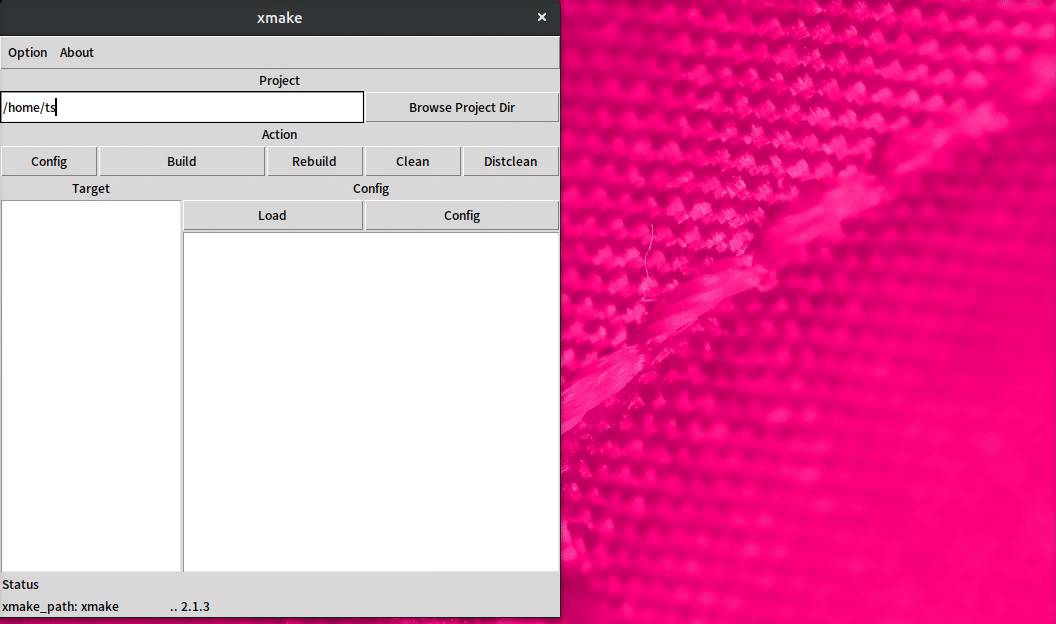 xmake ×
Option About
Project
/home/ts Browse Project Dir
Action
Config Build Rebuild Clean Distclean
Target Config
Load Config
Status
xmake_path: xmake .. 2.1.3